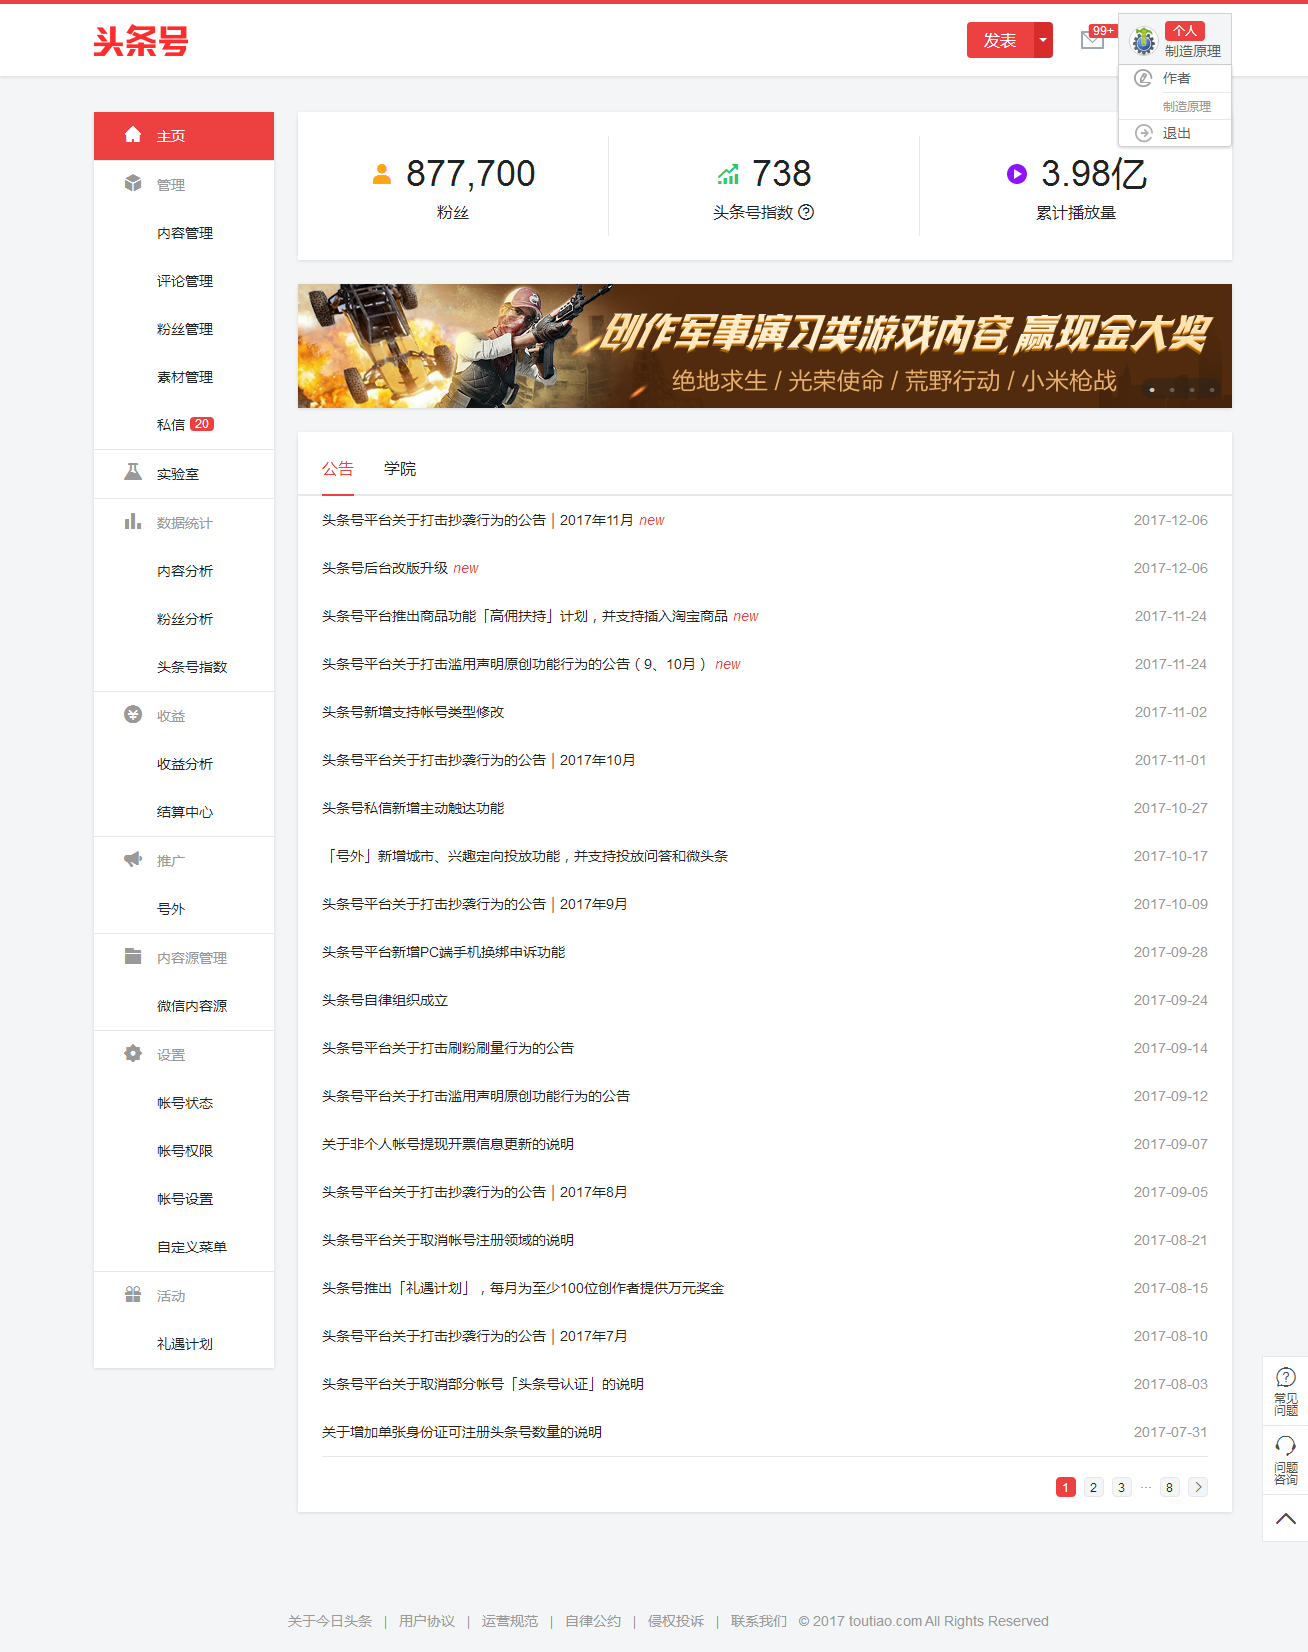 头条号
发表
99+
个人
制造原理
作者
制造原理
退出
主页
管理
内容管理
评论管理
粉丝管理
素材管理
私信 20
实验室
数据统计
内容分析
粉丝分析
头条号指数
收益
收益分析
结算中心
推广
号外
内容源管理
微信内容源
设置
帐号状态
帐号权限
帐号设置
自定义菜单
活动
礼遇计划
877,700
粉丝
738
头条号指数
3.98亿
累计播放量
创作军事演习类游戏内容,赢现金大奖
绝地求生 / 光荣使命 / 荒野行动 / 小米枪战
公告 学院
头条号平台关于打击抄袭行为的公告 | 2017年11月 new 2017-12-06
头条号后台改版升级 new 2017-12-06
头条号平台推出商品功能「高佣扶持」计划，并支持插入淘宝商品 new 2017-11-24
头条号平台关于打击滥用声明原创功能行为的公告（9、10月） new 2017-11-24
头条号新增支持帐号类型修改 2017-11-02
头条号平台关于打击抄袭行为的公告 | 2017年10月 2017-11-01
头条号私信新增主动触达功能 2017-10-27
「号外」新增城市、兴趣定向投放功能，并支持投放问答和微头条 2017-10-17
头条号平台关于打击抄袭行为的公告 | 2017年9月 2017-10-09
头条号平台新增PC端手机换绑申诉功能 2017-09-28
头条号自律组织成立 2017-09-24
头条号平台关于打击刷粉刷量行为的公告 2017-09-14
头条号平台关于打击滥用声明原创功能行为的公告 2017-09-12
关于非个人帐号提现开票信息更新的说明 2017-09-07
头条号平台关于打击抄袭行为的公告 | 2017年8月 2017-09-05
头条号平台关于取消帐号注册领域的说明 2017-08-21
头条号推出「礼遇计划」，每月为至少100位创作者提供万元奖金 2017-08-15
头条号平台关于打击抄袭行为的公告 | 2017年7月 2017-08-10
头条号平台关于取消部分帐号「头条号认证」的说明 2017-08-03
关于增加单张身份证可注册头条号数量的说明 2017-07-31
1 2 3 ··· 8
常见
问题
问题
咨询
关于今日头条 | 用户协议 | 运营规范 | 自律公约 | 侵权投诉 | 联系我们 © 2017 toutiao.com All Rights Reserved